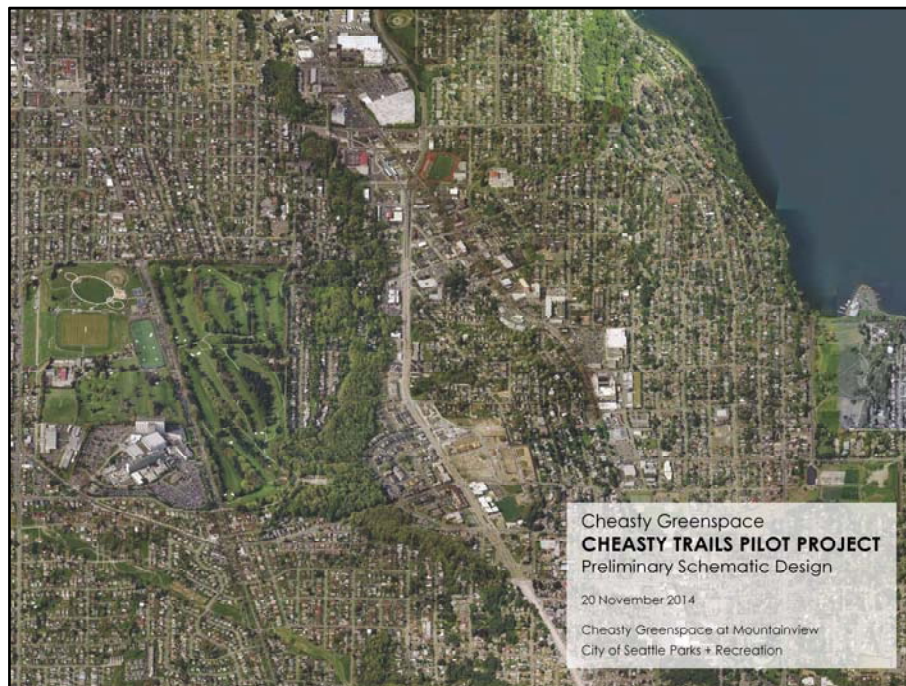 Cheasty Greenspace
CHEASTY TRAILS PILOT PROJECT
Preliminary Schematic Design
20 November 2014
Cheasty Greenspace at Mountainview
City of Seattle Parks + Recreation